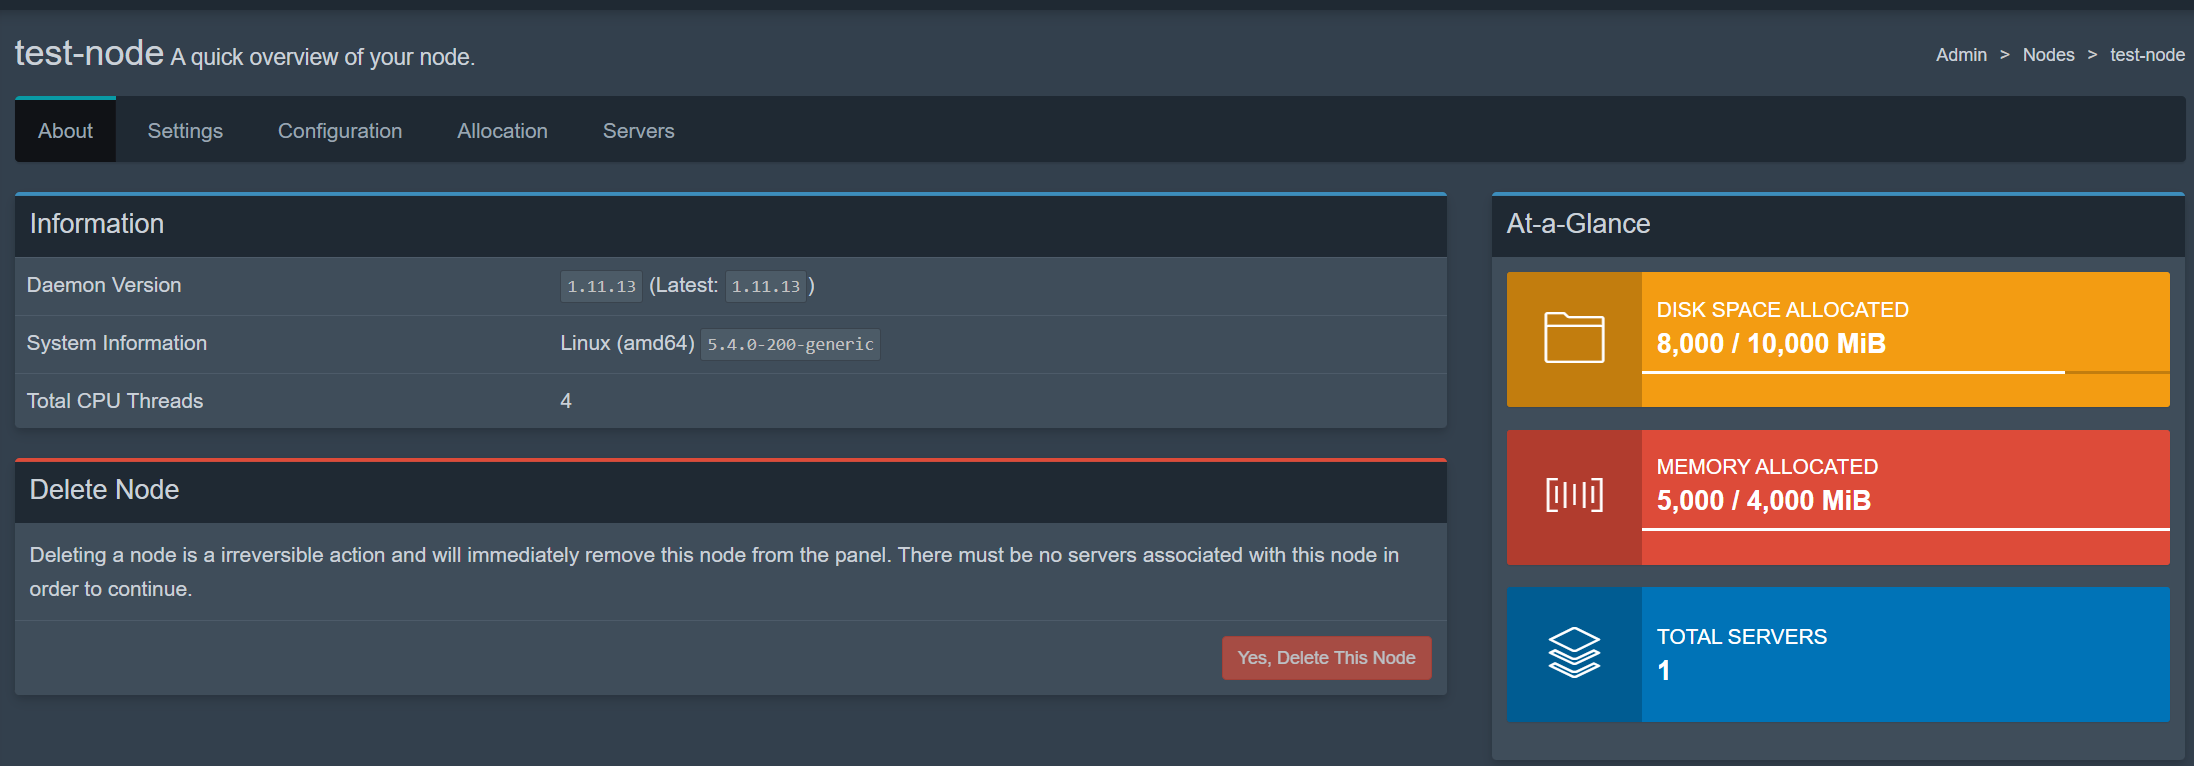 test-node A quick overview of your node.
Admin > Nodes > test-node
About Settings Configuration Allocation Servers
Information
Daemon Version 1.11.13 (Latest: 1.11.13)
System Information Linux (amd64) 5.4.0-200-generic
Total CPU Threads 4
Delete Node
Deleting a node is a irreversible action and will immediately remove this node from the panel. There must be no servers associated with this node in
order to continue.
Yes, Delete This Node
At-a-Glance
DISK SPACE ALLOCATED
8,000 / 10,000 MiB
MEMORY ALLOCATED
5,000 / 4,000 MiB
TOTAL SERVERS
1